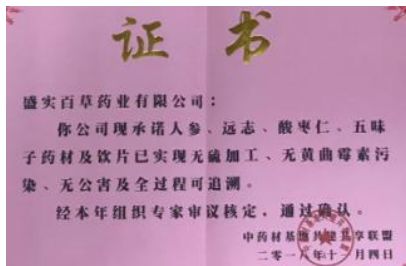 证书
盛实百草药业有限公司：
你公司现承诺人参、远志、酸枣仁、五味
子药材及饮片已实现无硫加工、无黄曲霉素污
染、无公害及全过程可追溯。
经本年组织专家审议核定，通过确认。
中药材基地共建共享联盟
二零一八年十一月四日